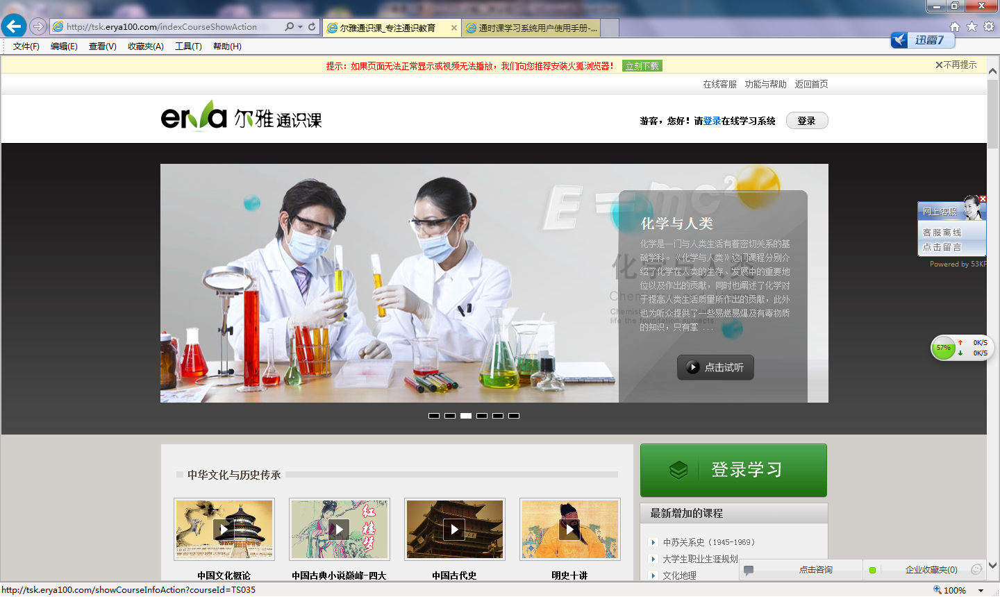 http://tsk.erya100.com/indexCourseShowAction
尔雅通识课_专注通识教育
通时课学习系统用户使用手册-...
文件(F) 编辑(E) 查看(V) 收藏夹(A) 工具(T) 帮助(H)
迅雷7
提示：如果页面无法正常显示或视频无法播放，我们向您推荐安装火狐浏览器！ 立刻下载
不再提示
在线客服 功能与帮助 返回首页
erya 尔雅通识课
游客，您好！请登录在线学习系统 登录
E=mc²
化学与人类
化学是一门与人类生活有着密切关系的基
础学科。《化学与人类》这门课程分别介
绍了化学在人类的生存、发展中的重要地
位以及作出的贡献，同时也阐述了化学对
于提高人类生活质量所作出的贡献，此外
也为听众提供了一些易燃易爆及有毒物质
的知识，只有掌 ...
化学与人类
life the foundation subjects.
点击试听
网上客服
客服离线
点击留言
Powered by 53KF
57%
0K/S
0K/S
中华文化与历史传承
红楼梦
中国文化概论
中国古典小说巅峰-四大
中国古代史
明史十讲
登录学习
最新增加的课程
中苏关系史（1945-1969）
大学生职业生涯规划
文化地理
点击咨询
企业收藏夹(0)
http://tsk.erya100.com/showCourseInfoAction?courseId=TS035
100%